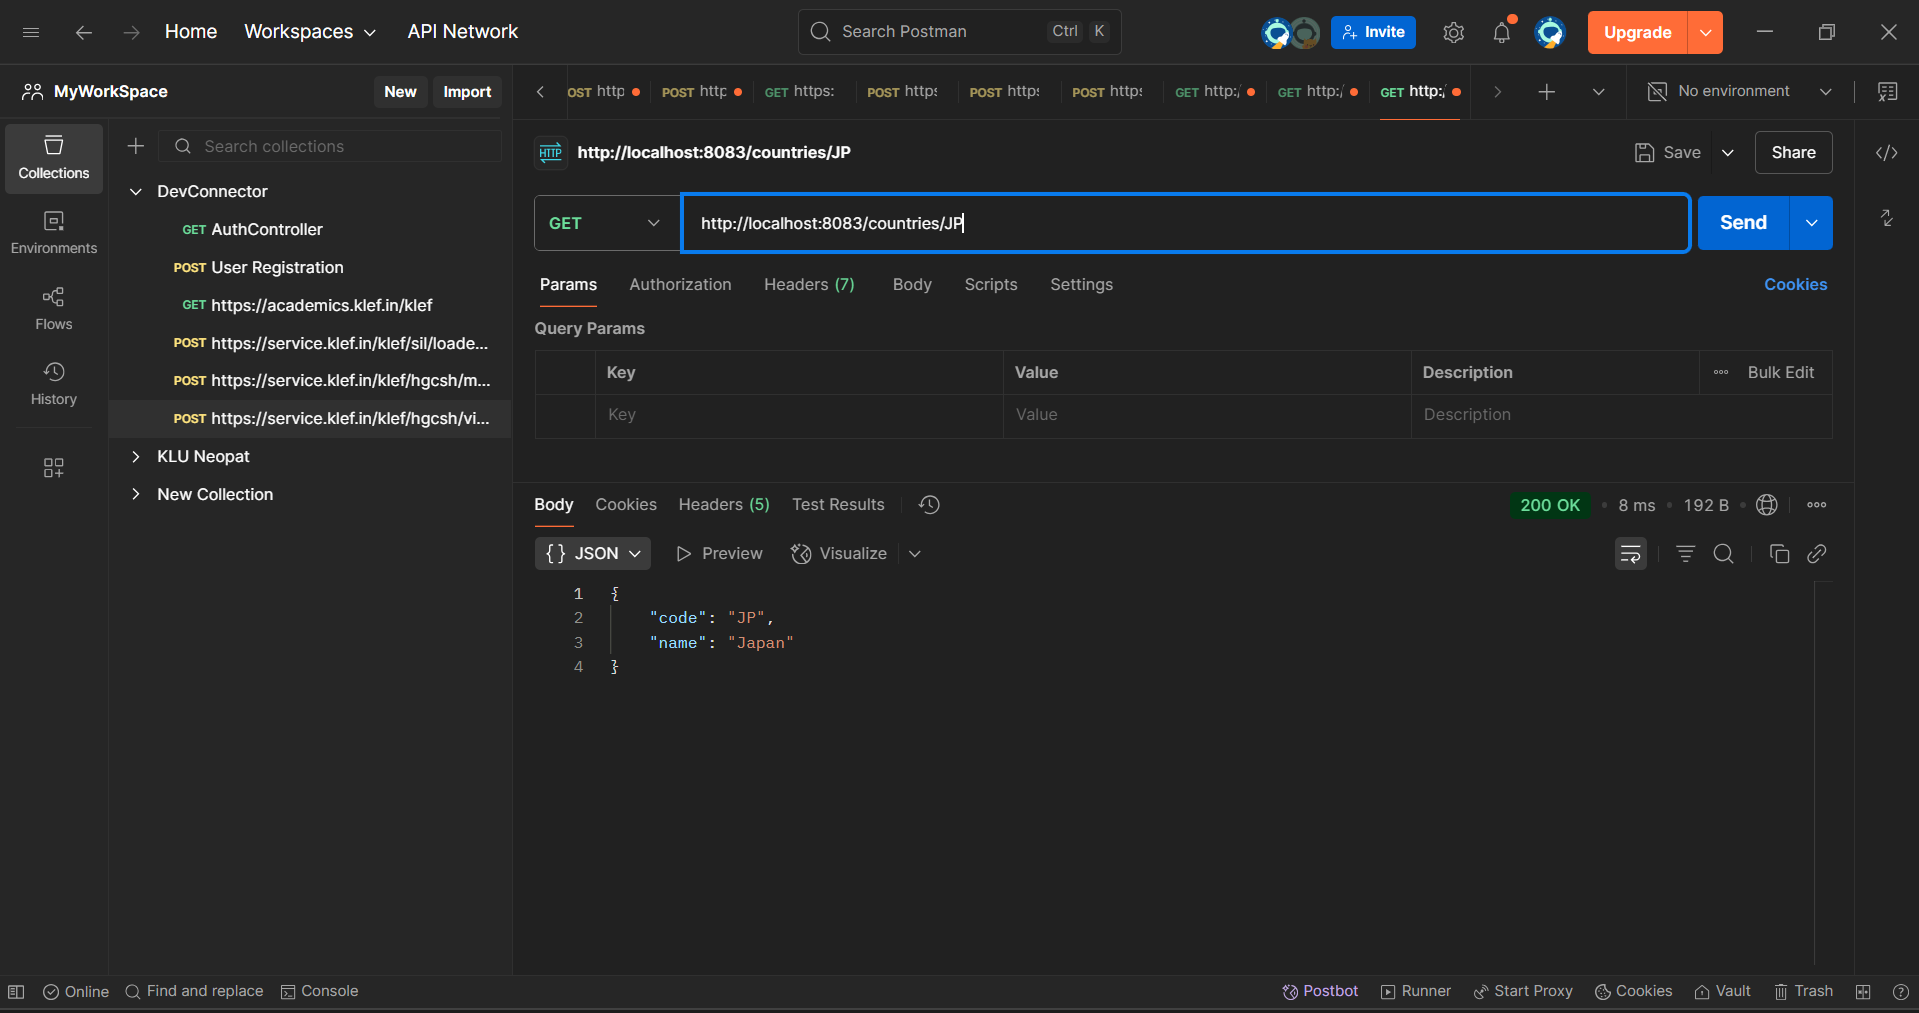 Home Workspaces API Network Search Postman Ctrl K Invite Upgrade
MyWorkSpace New Import
OST http POST http GET https: POST https POST https POST https GET http:/ GET http:/ GET http:/ No environment
Collections
Environments
Flows
History
Search collections
DevConnector
GET AuthController
POST User Registration
GET https://academics.klef.in/klef
POST https://service.klef.in/klef/sil/loade...
POST https://service.klef.in/klef/hgcsh/m...
POST https://service.klef.in/klef/hgcsh/vi...
KLU Neopat
New Collection
HTTP http://localhost:8083/countries/JP Save Share
GET http://localhost:8083/countries/JP Send
Params Authorization Headers (7) Body Scripts Settings Cookies
Query Params
Key Value Description Bulk Edit
Key Value Description
Body Cookies Headers (5) Test Results 200 OK 8 ms 192 B
{} JSON Preview Visualize
1 {
2 "code": "JP",
3 "name": "Japan"
4 }
Online Find and replace Console Postbot Runner Start Proxy Cookies Vault Trash